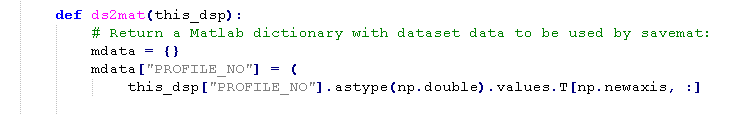 def ds2mat(this_dsp):
# Return a Matlab dictionary with dataset data to be used by savemat:
mdata = {}
mdata["PROFILE_NO"] = (
this_dsp["PROFILE_NO"].astype(np.double).values.T[np.newaxis, :]